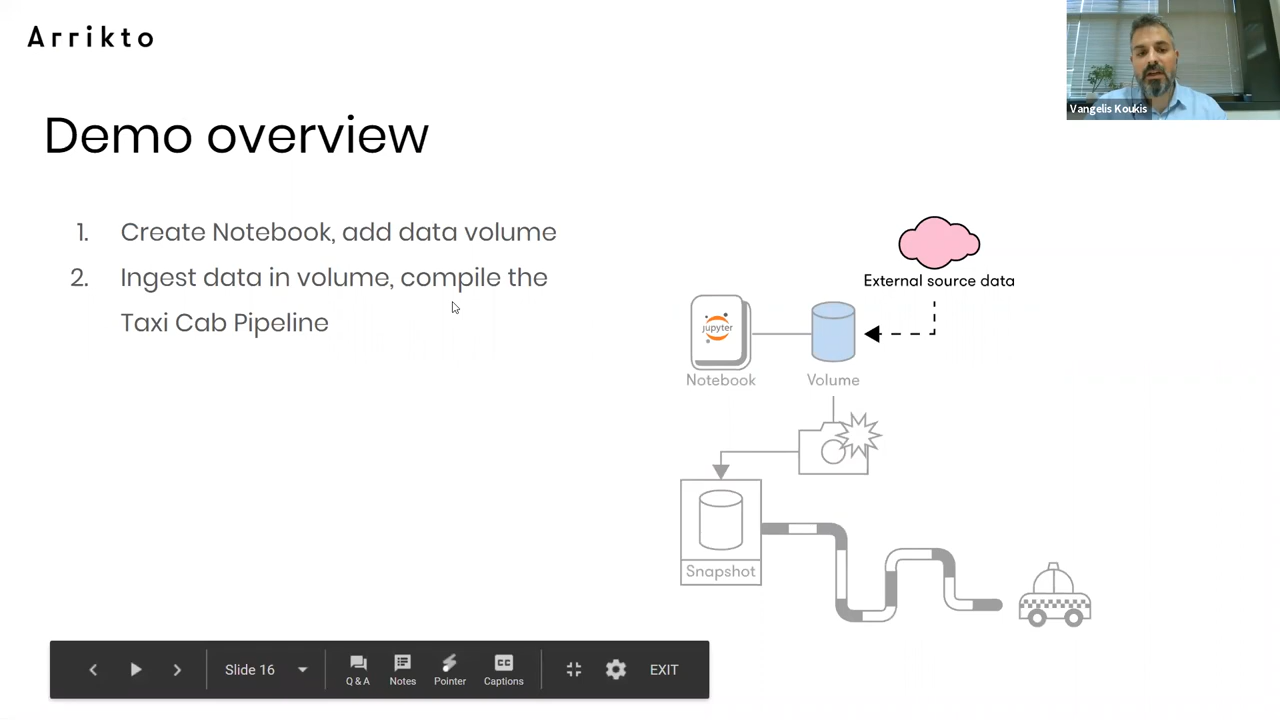 Arrikto
Vangelis Koukis
Demo overview
1. Create Notebook, add data volume
2. Ingest data in volume, compile the
Taxi Cab Pipeline
External source data
jupyter
Notebook
Volume
Snapshot
Slide 16
Q & A
Notes
Pointer
CC
Captions
EXIT